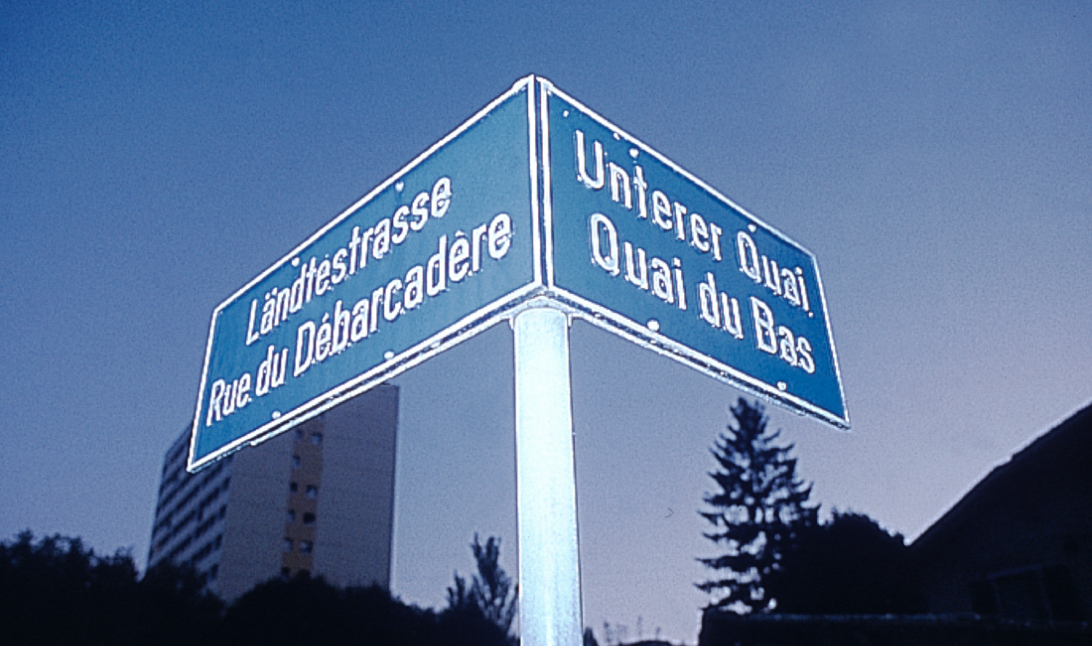 Ländtestrasse
Rue du Débarcadère
Unterer Quai
Quai du Bas